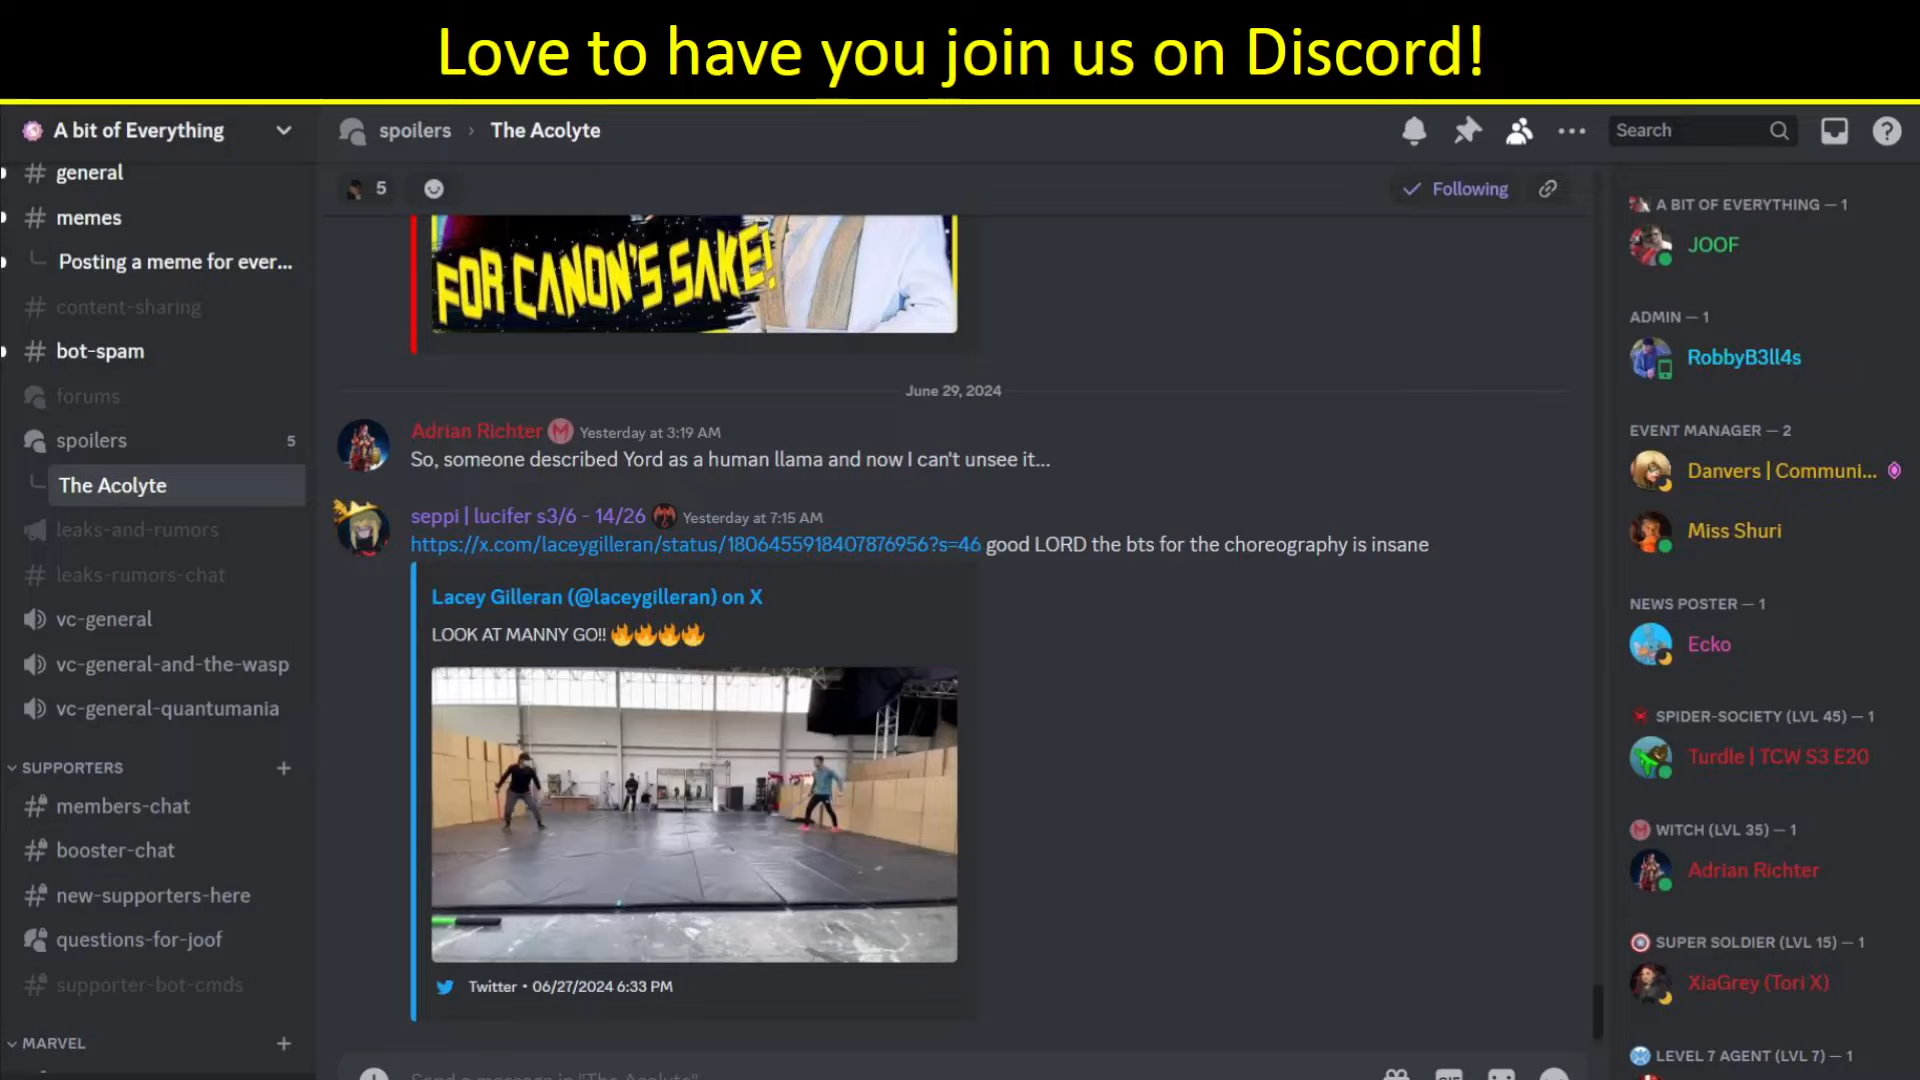 Love to have you join us on Discord!
A bit of Everything
general
memes
Posting a meme for ever...
content-sharing
bot-spam
forums
spoilers 5
The Acolyte
leaks-and-rumors
leaks-rumors-chat
vc-general
vc-general-and-the-wasp
vc-general-quantumania
SUPPORTERS
members-chat
booster-chat
new-supporters-here
questions-for-joof
supporter-bot-cmds
MARVEL
spoilers › The Acolyte
Search
5
Following
FOR CANON'S SAKE!
June 29, 2024
Adrian Richter Yesterday at 3:19 AM
So, someone described Yord as a human llama and now I can't unsee it...
seppi | lucifer s3/6 - 14/26 Yesterday at 7:15 AM
https://x.com/laceygilleran/status/1806455918407876956?s=46 good LORD the bts for the choreography is insane
Lacey Gilleran (@laceygilleran) on X
LOOK AT MANNY GO!! 🔥🔥🔥🔥
Twitter • 06/27/2024 6:33 PM
Send a message in "The Acolyte"
A BIT OF EVERYTHING — 1
JOOF
ADMIN — 1
RobbyB3ll4s
EVENT MANAGER — 2
Danvers | Communi...
Miss Shuri
NEWS POSTER — 1
Ecko
SPIDER-SOCIETY (LVL 45) — 1
Turdle | TCW S3 E20
WITCH (LVL 35) — 1
Adrian Richter
SUPER SOLDIER (LVL 15) — 1
XiaGrey (Tori X)
LEVEL 7 AGENT (LVL 7) — 1